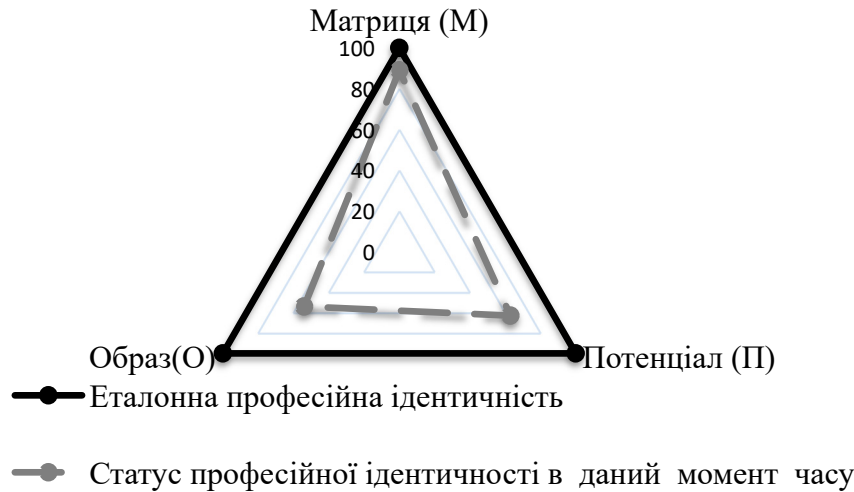 Матриця (М)
100
80
60
40
20
0
Образ(О)
Потенціал (П)
Еталонна професійна ідентичність
Статус професійної ідентичності в даний момент часу